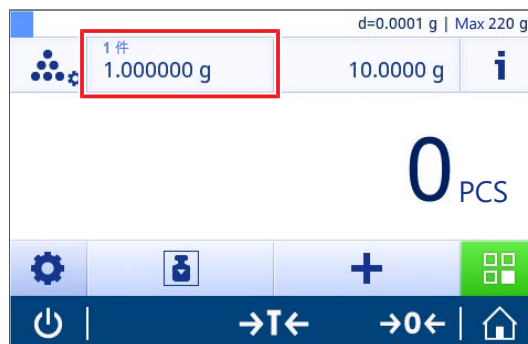 d=0.0001 g | Max 220 g
1 件
1.000000 g
10.0000 g
i
0 PCS
→T← →0←